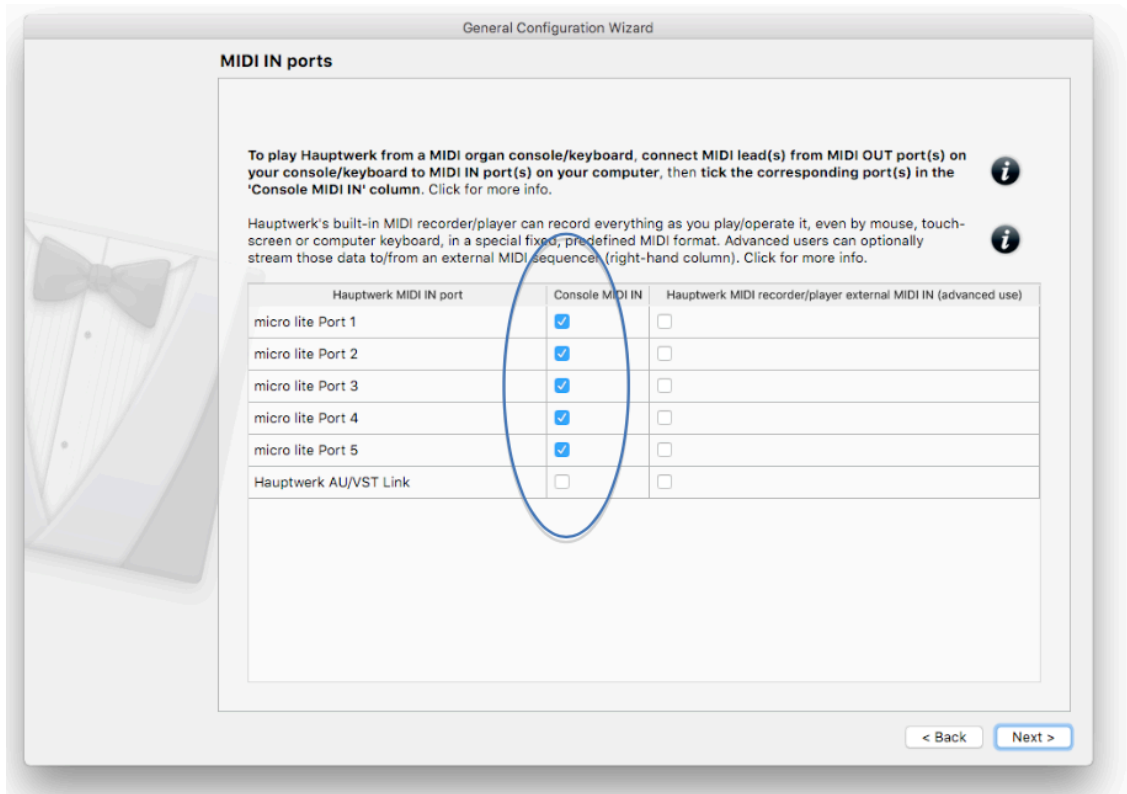 General Configuration Wizard
MIDI IN ports
To play Hauptwerk from a MIDI organ console/keyboard, connect MIDI lead(s) from MIDI OUT port(s) on
your console/keyboard to MIDI IN port(s) on your computer, then tick the corresponding port(s) in the
'Console MIDI IN' column. Click for more info.
Hauptwerk's built-in MIDI recorder/player can record everything as you play/operate it, even by mouse, touch-
screen or computer keyboard, in a special fixed, predefined MIDI format. Advanced users can optionally
stream those data to/from an external MIDI sequencer (right-hand column). Click for more info.
Hauptwerk MIDI IN port Console MIDI IN Hauptwerk MIDI recorder/player external MIDI IN (advanced use)
micro lite Port 1
micro lite Port 2
micro lite Port 3
micro lite Port 4
micro lite Port 5
Hauptwerk AU/VST Link
< Back Next >